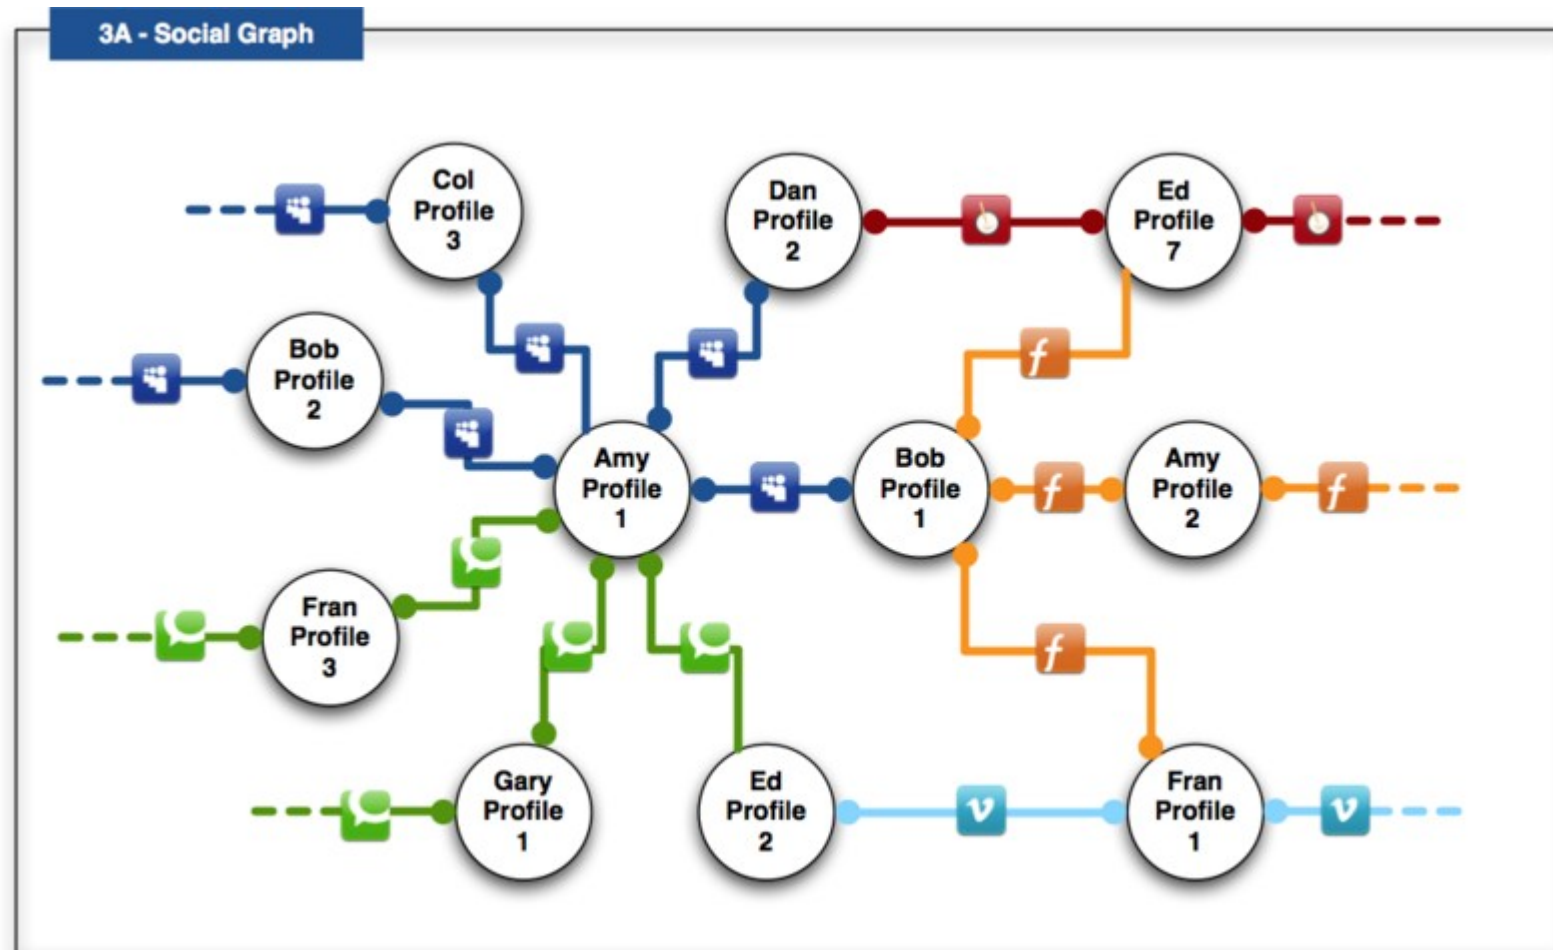 3A - Social Graph
Col
Profile
3
Dan
Profile
2
Ed
Profile
7
Bob
Profile
2
Amy
Profile
1
Bob
Profile
1
Amy
Profile
2
Fran
Profile
3
Gary
Profile
1
Ed
Profile
2
Fran
Profile
1
f
f
f
f
v
v